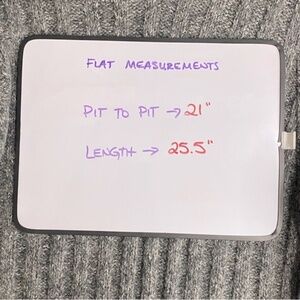 FLAT MEASUREMENTS
PIT TO PIT → 21"
LENGTH → 25.5"